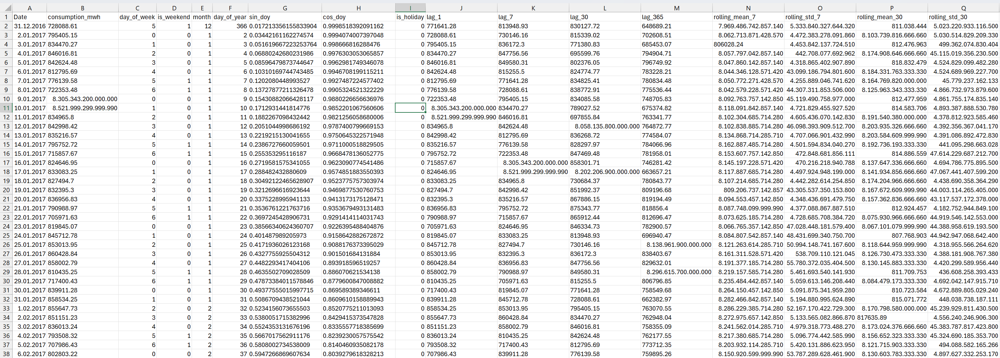 A B C D E F G H I J K L M N O P Q
1 Date consumption_mwh day_of_week is_weekend month day_of_year sin_doy cos_doy is_holiday lag_1 lag_7 lag_30 lag_365 rolling_mean_7 rolling_std_7 rolling_mean_30 rolling_std_30
2 31.12.2016 728088.61 5 1 12 366 0.017213356155833904 0.9998518392091162 0 771641.28 813948.93 830127.72 648689.21 7.969.486.742.857.140 5.333.840.327.644.320 811.038.444 5.023.220.933.116.500
3 2.01.2017 795405.15 0 0 1 2 0.03442161162274574 0.9994074007397048 0 728088.61 730146.16 815339.02 702608.51 8.062.713.871.428.570 4.472.383.278.091.860 8.103.739.816.666.660 5.030.514.829.209.330
4 3.01.2017 834470.27 1 0 1 3 0.051619667223253764 0.998666816288476 0 795405.15 836172.3 771380.83 685453.07 806028.24 4.453.842.137.724.510 812.476.963 499.362.074.830.404
5 4.01.2017 846016.81 2 0 1 4 0.06880242680231986 0.9976303053065857 0 834470.27 847756.56 695599.76 794904.71 8.057.797.042.857.140 442.708.077.692.962 8.174.908.646.666.660 45.115.019.356.230.500
6 5.01.2017 842624.48 3 0 1 5 0.08596479873744647 0.9962981749346078 0 846016.81 849580.31 802376.05 796749.92 8.047.860.142.857.140 4.318.865.402.907.890 818.832.479 4.524.829.099.482.280
7 6.01.2017 812795.69 4 0 1 6 0.10310169744743485 0.9946708199115211 0 842624.48 815255.5 824774.77 783228.21 8.044.346.128.571.420 43.099.186.794.801.600 8.184.331.763.333.330 4.524.689.969.227.700
8 7.01.2017 776139.58 5 1 1 7 0.1202080448993527 0.9927487224577402 0 812795.69 771641.28 834825.41 780834.48 8.050.772.271.428.570 4.255.889.046.741.620 8.164.769.820.000.000 45.779.237.162.133
9 8.01.2017 722353.48 6 1 1 8 0.13727877211326478 0.9905324521322229 0 776139.58 728088.61 838772.91 775536.44 8.042.579.228.571.420 44.307.311.853.506.000 8.125.963.343.333.330 4.866.732.973.879.600
10 9.01.2017 8.305.343.200.000.000 0 0 1 9 0.15430882066428117 0.9880226656636976 0 722353.48 795405.15 834085.58 748705.83 8.092.763.757.142.850 45.119.490.758.977.000 812.477.959 4.861.755.174.835.140
11 10.01.2017 8.521.999.299.999.990 1 0 1 10 0.1712931441814776 0.9852201067560606 0 8.305.343.200.000.000 834470.27 789027.52 675374.82 8.118.091.842.857.140 4.721.829.455.927.520 814.583.706 4.893.387.888.530.780
12 11.01.2017 834965.8 2 0 1 11 0.1882267098432442 0.9821256058680006 0 8.521.999.299.999.990 846016.81 697855.84 763341.77 8.102.304.685.714.280 4.605.436.070.142.830 8.191.540.380.000.000 4.378.812.923.585.460
13 12.01.2017 842998.42 3 0 1 12 0.2051044998686192 0.9787400799669153 0 834965.8 842624.48 8.058.135.800.000.000 764872.77 8.102.838.885.714.280 46.098.393.909.512.700 8.203.935.326.666.660 4.392.356.367.041.170
14 13.01.2017 835216.57 4 0 1 13 0.2219215130041655 0.9750645322571948 0 842998.42 812795.69 836268.72 774584.07 8.134.868.714.285.710 4.707.066.901.432.990 8.203.584.609.999.990 4.391.086.892.472.830
15 14.01.2017 795752.72 5 1 1 14 0.2386727660059501 0.9711000518829505 0 835216.57 776139.58 828297.97 784066.96 8.162.887.485.714.280 4.501.594.834.040.270 8.192.736.193.333.330 441.095.298.663.028
16 15.01.2017 715857.67 6 1 1 15 0.255353295116187 0.9668478136052775 0 795752.72 722353.48 847469.48 781958.01 8.153.607.757.142.850 472.848.681.856.111 814.886.559 47.614.229.687.212.700
17 16.01.2017 824646.95 0 0 1 16 0.27195815753​41055 0.9623090774541486 0 715857.67 8.305.343.200.000.000 858301.71 746281.42 8.145.197.228.571.420 470.216.218.940.788 8.137.647.336.666.660 4.694.786.775.895.500
18 17.01.2017 833083.25 1 0 1 17 0.288482432880609 0.9574851883550393 0 824646.95 8.521.999.299.999.990 8.202.206.900.000.000 663657.21 8.117.887.685.714.280 4.497.924.948.199.000 8.141.934.856.666.660 47.067.441.407.599.200
19 18.01.2017 827494.7 2 0 1 18 0.30492122465628907 0.9523775757303974 0 833083.25 834965.8 730684.37 780843.77 8.107.214.685.714.280 4.442.282.614.254.850 8.174.204.966.666.660 4.438.690.358.364.290
20 19.01.2017 832395.3 3 0 1 19 0.3212696616923644 0.9469877530760753 0 827494.7 842998.42 851992.37 809196.68 809.206.737.142.857 43.305.537.350.153.800 8.167.672.609.999.990 44.003.114.265.405.000
21 20.01.2017 836956.83 4 0 1 20 0.3375228995941133 0.9413173175128471 0 832395.3 835216.57 867886.15 819194.49 8.094.553.457.142.850 4.348.436.691.479.750 8.157.362.836.666.660 43.117.537.172.378.000
22 21.01.2017 790988.97 5 1 1 21 0.3536761221763716 0.9353679493131483 0 836956.83 795752.72 875343.77 818856.4 8.087.748.099.999.990 4.377.088.867.887.510 812.924.457 4.182.752.944.849.100
23 22.01.2017 705971.63 6 1 1 22 0.3697245428906731 0.9291414114031743 0 790988.97 715857.67 865912.44 812696.47 8.073.625.185.714.280 4.728.685.708.384.720 8.075.930.966.666.660 44.919.546.142.553.000
24 23.01.2017 819845.07 0 0 1 23 0.38566340624360707 0.9226395488404876 0 705971.63 824646.95 846334.73 782900.57 8.066.765.357.142.850 47.028.448.181.579.400 8.067.101.079.999.990 44.388.958.619.193.500
25 24.01.2017 845712.78 1 0 1 24 0.401487989205973 0.9158642882672872 0 819845.07 833083.25 813948.93 696940.47 8.084.807.542.857.140 48.431.699.340.750.700 807.768.903 44.942.947.068.642.400
26 25.01.2017 853013.95 2 0 1 25 0.4171936026123168 0.9088176373395029 0 845712.78 827494.7 730146.16 8.138.961.900.000.000 8.121.263.614.285.710 50.994.148.741.167.600 8.118.644.959.999.990 4.318.955.566.264.620
27 26.01.2017 860428.84 3 0 1 26 0.4327755925504312 0.901501684131884 0 853013.95 832395.3 836172.3 838403.67 8.161.311.528.571.420 538.709.110.121.045 8.126.730.473.333.330 4.388.181.908.767.380
28 27.01.2017 858002.79 4 0 1 27 0.4482293417404106 0.893918596519257 0 860428.84 836956.83 847756.56 829632.01 8.191.377.185.714.280 55.780.372.035.404.500 8.130.145.883.333.330 4.420.299.589.956.440
29 28.01.2017 810435.25 5 1 1 28 0.4635502709028509 0.886070621534138 0 858002.79 790988.97 849580.31 8.296.615.700.000.000 8.219.157.585.714.280 5.461.693.540.141.930 811.709.753 436.608.258.393.433
30 29.01.2017 717400.43 6 1 1 29 0.47873384011578846 0.8779600847008882 0 810435.25 705971.63 815255.5 806796.85 8.235.484.442.857.140 5.059.613.146.208.440 8.084.479.173.333.330 4.692.042.147.915.710
31 30.01.2017 839911.28 0 0 1 30 0.49377555015997715 0.869589389346611 0 717400.43 819845.07 771641.28 758549.68 8.264.150.457.142.850 5.091.875.341.959.280 810.723.584 4.672.889.805.029.240
32 31.01.2017 858534.25 1 0 1 31 0.5086709438521044 0.8609610158889943 0 839911.28 845712.78 728088.61 662382.97 8.282.466.842.857.140 5.194.880.995.624.890 815.071.772 448.038.738.187.111
33 1.02.2017 855647.73 2 0 2 32 0.5234156073655503 0.8520775211013093 0 858534.25 853013.95 795405.15 763070.55 8.286.229.385.714.280 52.167.170.422.729.300 8.170.798.580.000.000 45.239.929.811.430.500
34 2.02.2017 851151.23 3 0 2 33 0.5380051715382996 0.8429415373547828 0 855647.73 860428.84 834470.27 762948.04 8.272.975.657.142.850 5.133.565.082.866.870 817635.89 4.556.240.246.906.300
35 3.02.2017 836013.24 4 0 2 34 0.5524353131676196 0.8335557718385699 0 851151.23 858002.79 846016.81 758355.09 8.241.562.014.285.710 4.979.318.773.488.270 8.173.024.376.666.660 45.383.787.817.423.800
36 4.02.2017 793508.32 5 1 2 35 0.5667017562911176 0.8239230057575542 0 836013.24 810435.25 842624.48 762177.55 8.217.380.685.714.280 5.096.774.442.585.990 8.156.652.323.333.330 45.324.690.185.353.700
37 5.02.2017 707986.43 6 1 2 36 0.5808002734538009 0.8140460935082178 0 793508.32 717400.43 812795.69 773712.35 8.203.932.114.285.710 5.420.131.886.623.950 8.121.715.903.333.330 494.088.582.165.266
38 6.02.2017 802803.22 0 0 2 37 0.5947266869607634 0.8039279618328213 0 707986.43 839911.28 776139.58 759895.26 8.150.920.599.999.990 53.787.289.628.461.900 8.130.603.783.333.330 4.897.627.332.253.170